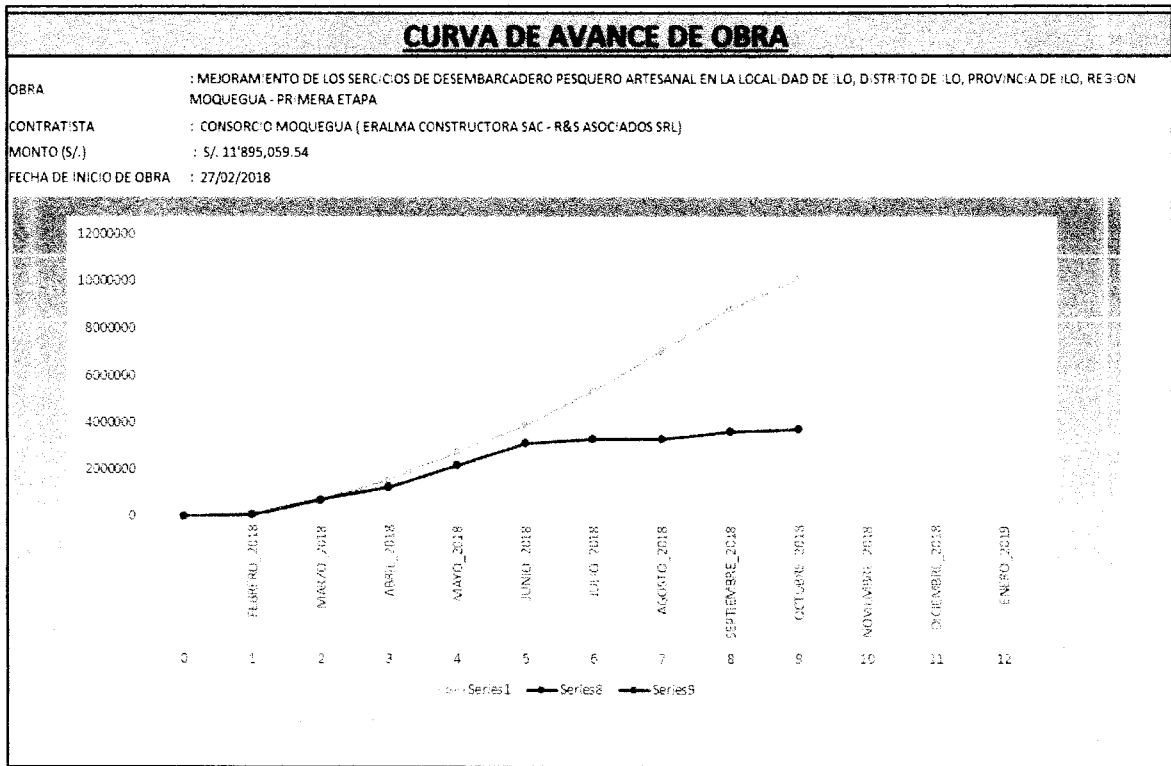 CURVA DE AVANCE DE OBRA
OBRA : MEJORAMIENTO DE LOS SERCICIOS DE DESEMBARCADERO PESQUERO ARTESANAL EN LA LOCALIDAD DE ILO, DISTRITO DE ILO, PROVINCIA DE ILO, REGION
MOQUEGUA - PRIMERA ETAPA
CONTRATISTA : CONSORCIO MOQUEGUA ( ERALMA CONSTRUCTORA SAC - R&S ASOCIADOS SRL)
MONTO (S/.) : S/. 11'895,059.54
FECHA DE INICIO DE OBRA : 27/02/2018
12000000
10000000
8000000
6000000
4000000
2000000
0
FEBRERO_2018
MARZO_2018
ABRIL_2018
MAYO_2018
JUNIO_2018
JULIO_2018
AGOSTO_2018
SEPTIEMBRE_2018
OCTUBRE_2018
NOVIEMBRE_2018
DICIEMBRE_2018
ENERO_2019
0 1 2 3 4 5 6 7 8 9 10 11 12
Series1 Series8 Series9